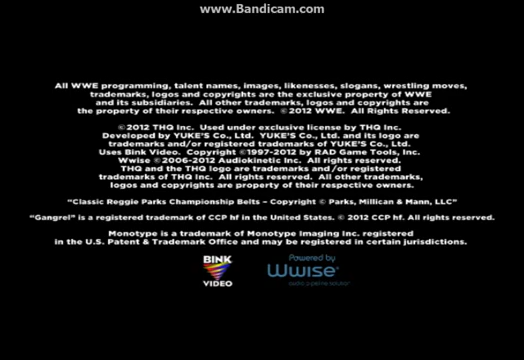 www.Bandicam.com
All WWE programming, talent names, images, likenesses, slogans, wrestling moves,
trademarks, logos and copyrights are the exclusive property of WWE
and its subsidiaries. All other trademarks, logos and copyrights are
the property of their respective owners. ©2012 WWE. All Rights Reserved.
©2012 THQ Inc. Used under exclusive license by THQ Inc.
Developed by YUKE'S Co., Ltd. YUKE'S Co., Ltd. and its logo are
trademarks and/or registered trademarks of YUKE'S Co., Ltd.
Uses Bink Video. Copyright ©1997-2012 by RAD Game Tools, Inc.
Wwise ©2006-2012 Audiokinetic Inc. All rights reserved.
THQ and the THQ logo are trademarks and/or registered
trademarks of THQ Inc. All rights reserved. All other trademarks,
logos and copyrights are property of their respective owners.
"Classic Reggie Parks Championship Belts – Copyright © Parks, Millican & Mann, LLC"
"Gangrel" is a registered trademark of CCP hf in the United States. © 2012 CCP hf. All rights reserved.
Monotype is a trademark of Monotype Imaging Inc. registered
in the U.S. Patent & Trademark Office and may be registered in certain jurisdictions.
BINK
VIDEO
Powered by
Wwise®